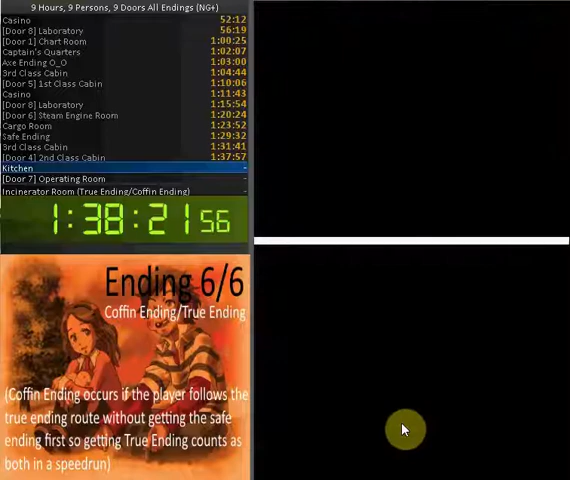 9 Hours, 9 Persons, 9 Doors All Endings (NG+)
Casino 52:12
[Door 8] Laboratory 56:19
[Door 1] Chart Room 1:00:25
Captain's Quarters 1:02:07
Axe Ending O_O 1:03:00
3rd Class Cabin 1:04:44
[Door 5] 1st Class Cabin 1:10:06
Casino 1:11:43
[Door 8] Laboratory 1:15:54
[Door 6] Steam Engine Room 1:20:24
Cargo Room 1:23:52
Safe Ending 1:29:32
3rd Class Cabin 1:31:41
[Door 4] 2nd Class Cabin 1:37:57
Kitchen -
[Door 7] Operating Room -
Incinerator Room (True Ending/Coffin Ending) -
1:38:21 56
Ending 6/6
Coffin Ending/True Ending
(Coffin Ending occurs if the player follows the
true ending route without getting the safe
ending first so getting True Ending counts as
both in a speedrun)